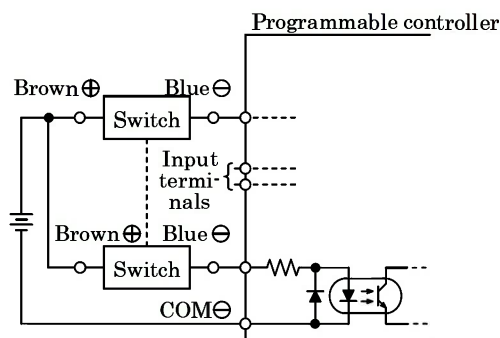 Programmable controller
Brown ⊕ Blue ⊖
Switch
Input
termi-
nals
Brown ⊕ Blue ⊖
Switch
COM ⊖